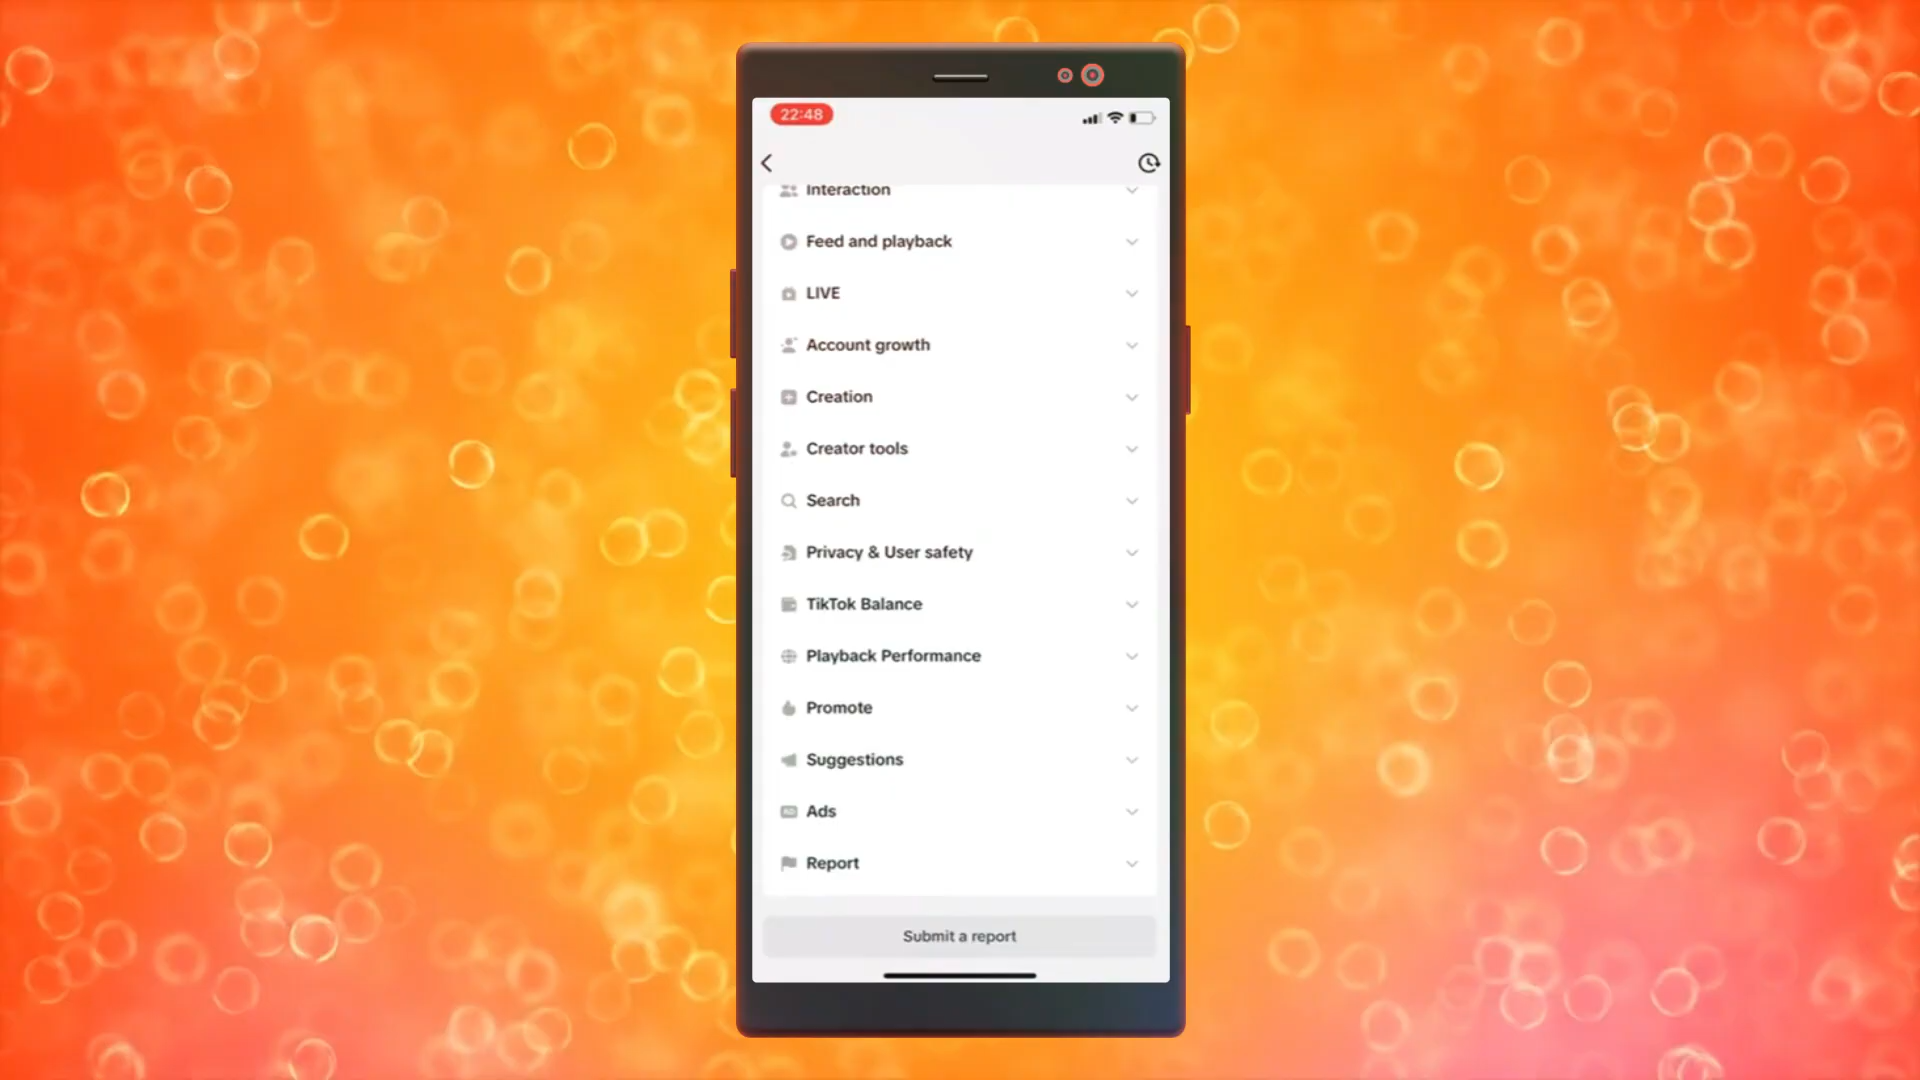 22:48
Interaction
Feed and playback
LIVE
Account growth
Creation
Creator tools
Search
Privacy & User safety
TikTok Balance
Playback Performance
Promote
Suggestions
Ads
Report
Submit a report